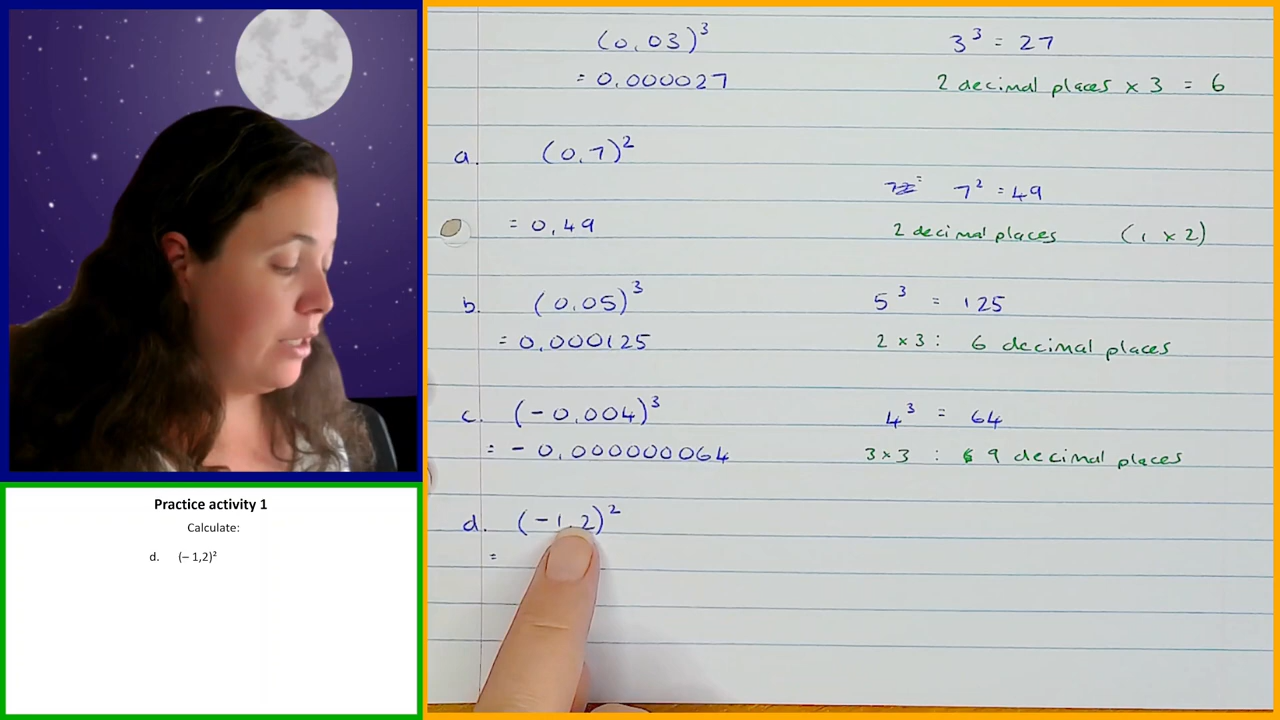 (0,03)³ 3³ = 27
= 0,000027 2 decimal places × 3 = 6
a. (0,7)²
7² = 49
= 0,49 2 decimal places (1 × 2)
b. (0,05)³ 5³ = 125
= 0,000125 2 × 3 : 6 decimal places
c. (-0,004)³ 4³ = 64
= -0,000000064 3 × 3 : 9 decimal places
d. (-1,2)²
=
Practice activity 1
Calculate:
d. (– 1,2)²